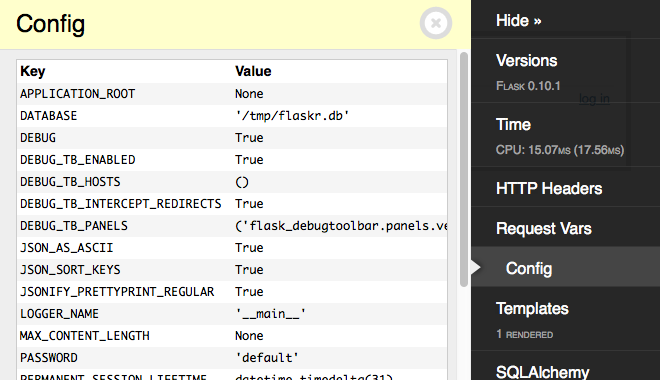 Config
Key Value
APPLICATION_ROOT None
DATABASE '/tmp/flaskr.db'
DEBUG True
DEBUG_TB_ENABLED True
DEBUG_TB_HOSTS ()
DEBUG_TB_INTERCEPT_REDIRECTS True
DEBUG_TB_PANELS ('flask_debugtoolbar.panels.ve
JSON_AS_ASCII True
JSON_SORT_KEYS True
JSONIFY_PRETTYPRINT_REGULAR True
LOGGER_NAME '__main__'
MAX_CONTENT_LENGTH None
PASSWORD 'default'
PERMANENT_SESSION_LIFETIME datetime.timedelta(31)
Hide »
Versions
Flask 0.10.1
log in
Time
CPU: 15.07ms (17.56ms)
HTTP Headers
Request Vars
Config
Templates
1 rendered
SQLAlchemy